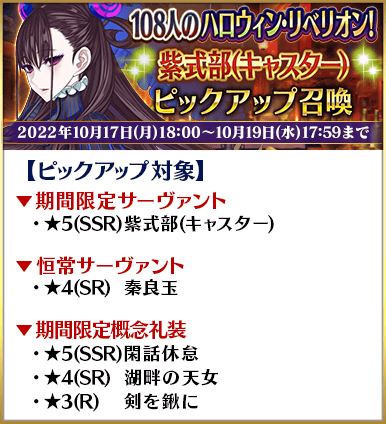 108人のハロウィン・リベリオン!
紫式部(キャスター)
ピックアップ召喚
2022年10月17日(月)18:00～10月19日(水)17:59まで
【ピックアップ対象】
▼期間限定サーヴァント
・★5(SSR)紫式部(キャスター)
▼恒常サーヴァント
・★4(SR) 秦良玉
▼期間限定概念礼装
・★5(SSR)閑話休怠
・★4(SR) 湖畔の天女
・★3(R) 剣を鍬に